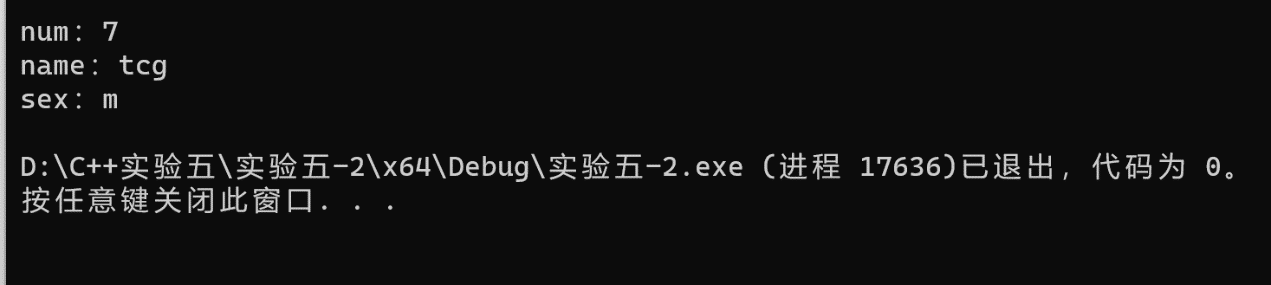 num：7
name：tcg
sex：m
D:\C++实验五\实验五-2\x64\Debug\实验五-2.exe (进程 17636)已退出，代码为 0。
按任意键关闭此窗口. . .